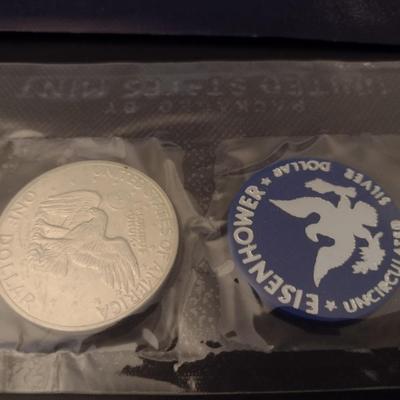 UNITED STATES MINT
PACKAGED BY
UNITED STATES OF AMERICA
ONE DOLLAR
EISENHOWER
UNCIRCULATED
SILVER DOLLAR